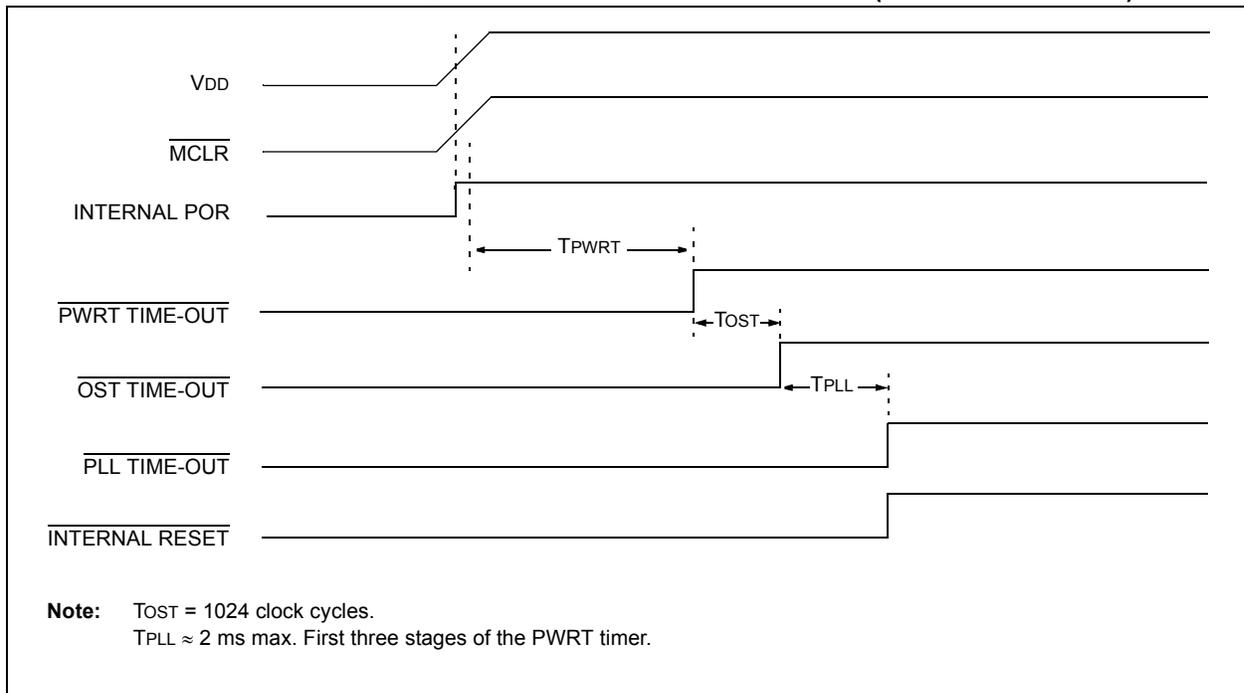 VDD
MCLR
INTERNAL POR
TPWRT
PWRT TIME-OUT
TOST
OST TIME-OUT
TPLL
PLL TIME-OUT
INTERNAL RESET
Note: TOST = 1024 clock cycles.
TPLL ≈ 2 ms max. First three stages of the PWRT timer.